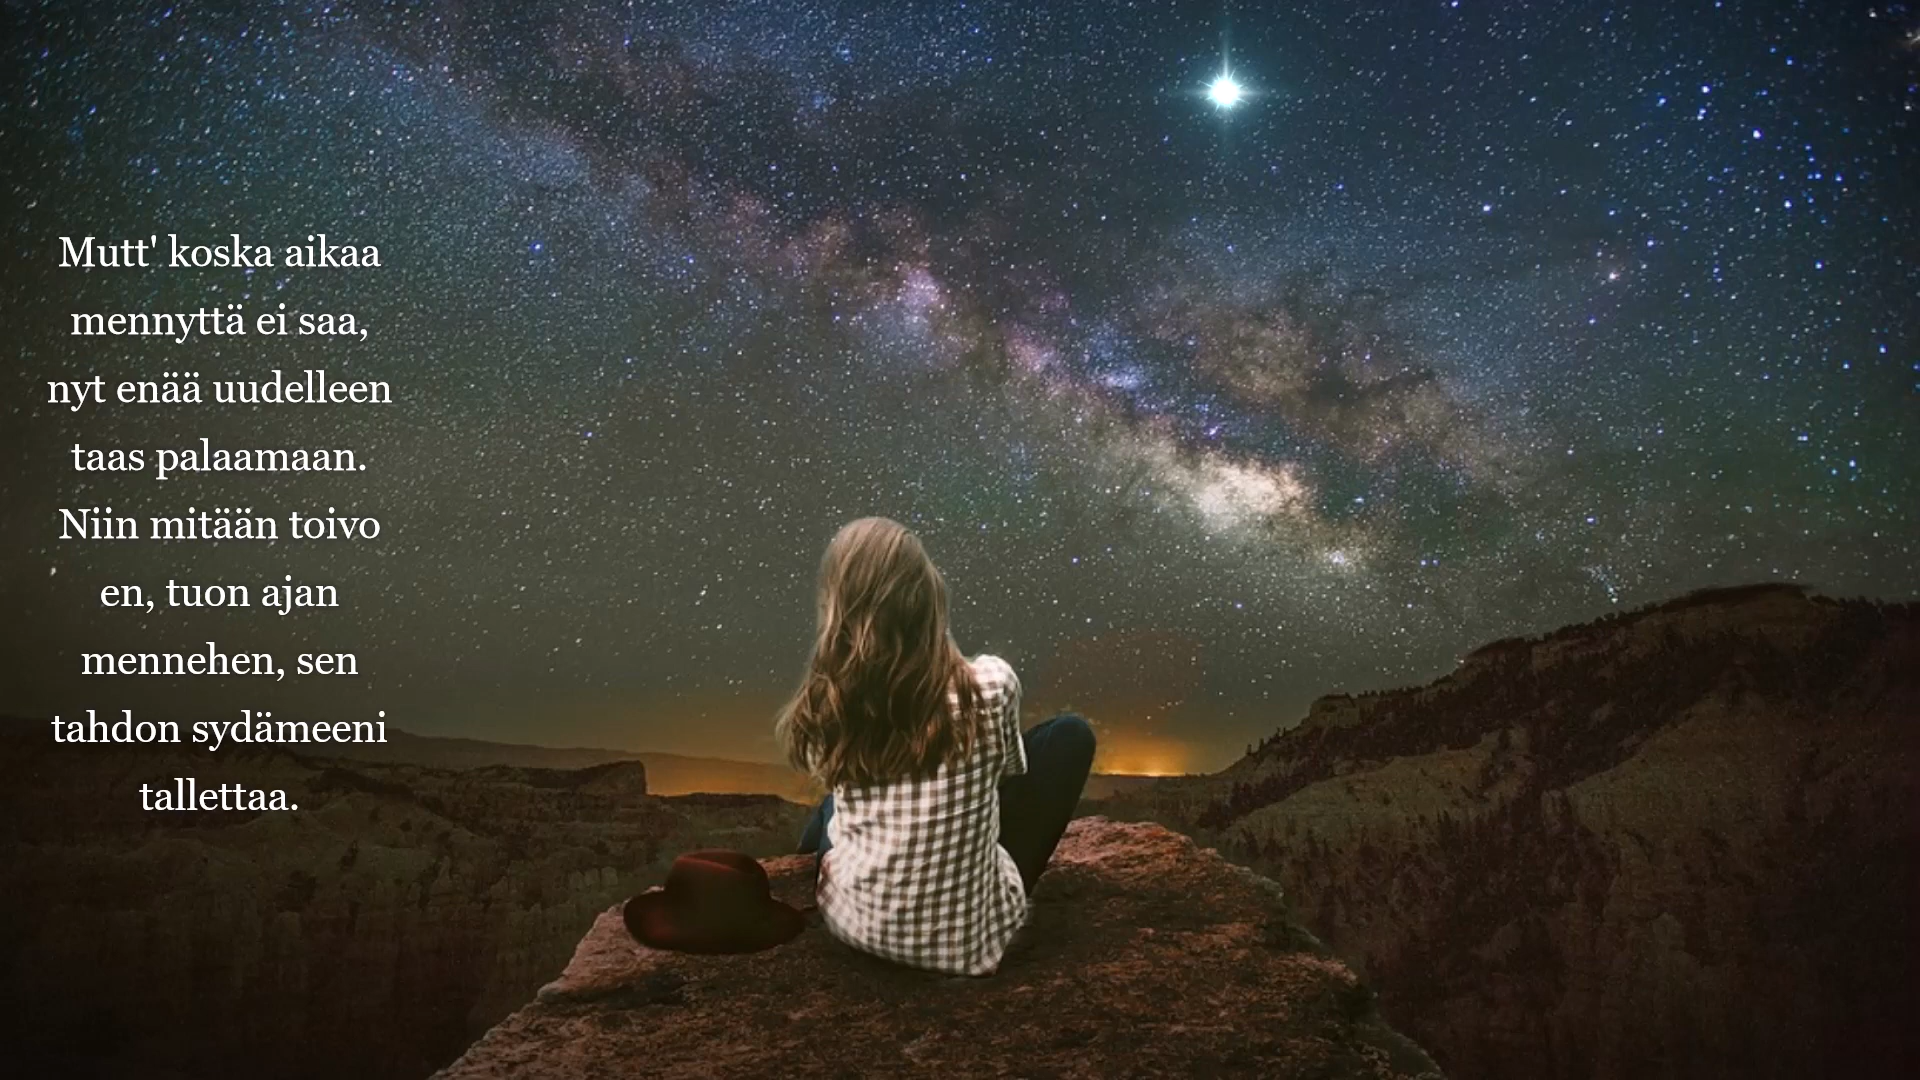 Mutt' koska aikaa
mennyttä ei saa,
nyt enää uudelleen
taas palaamaan.
Niin mitään toivo
en, tuon ajan
mennehen, sen
tahdon sydämeeni
tallettaa.